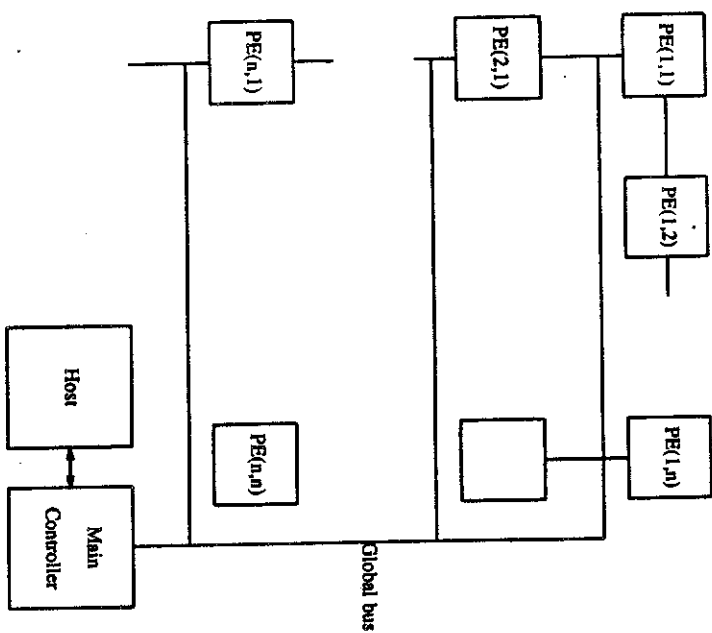 PE(1,1)
PE(1,2)
PE(1,n)
PE(2,1)
PE(n,1)
PE(n,n)
Global bus
Host
Main
Controller